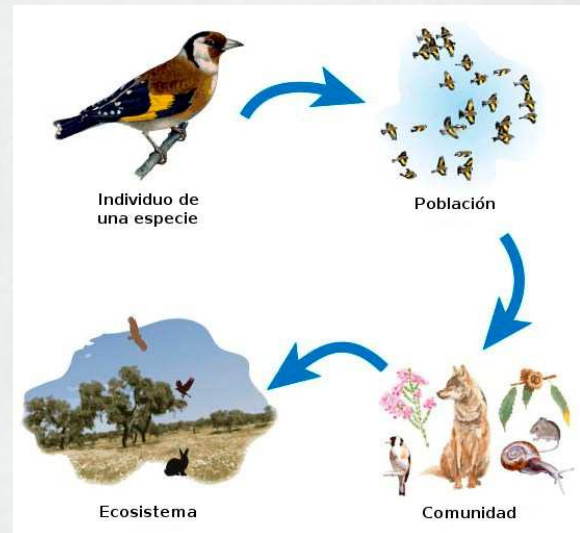 Individuo de
una especie
Población
Comunidad
Ecosistema